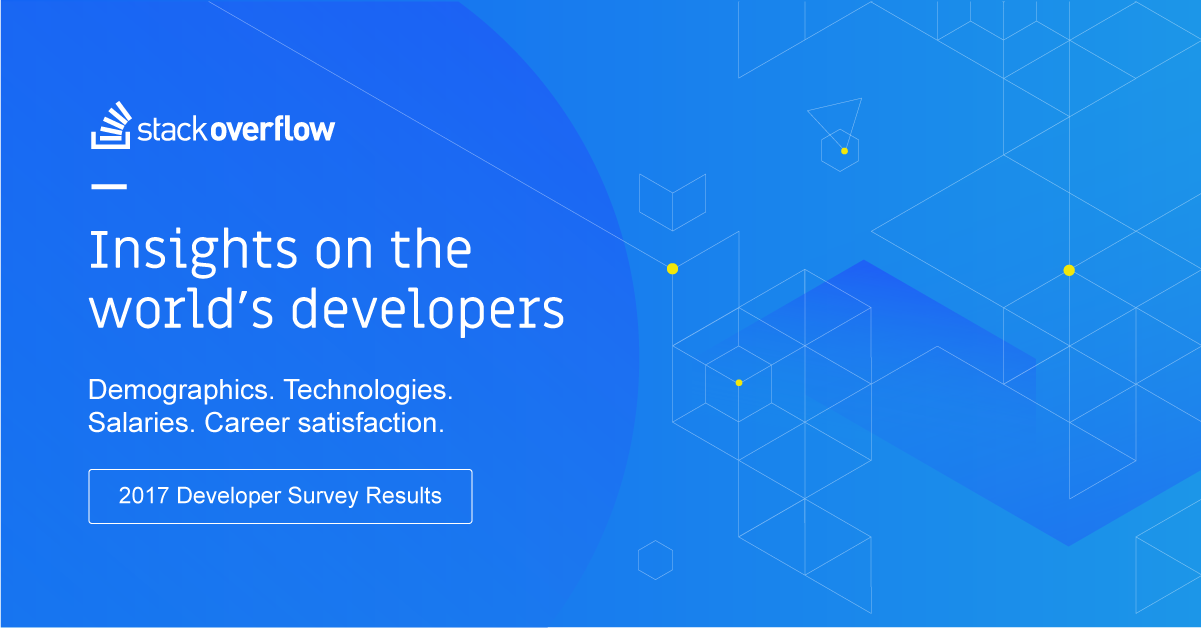 stackoverflow
Insights on the
world's developers
Demographics. Technologies.
Salaries. Career satisfaction.
2017 Developer Survey Results